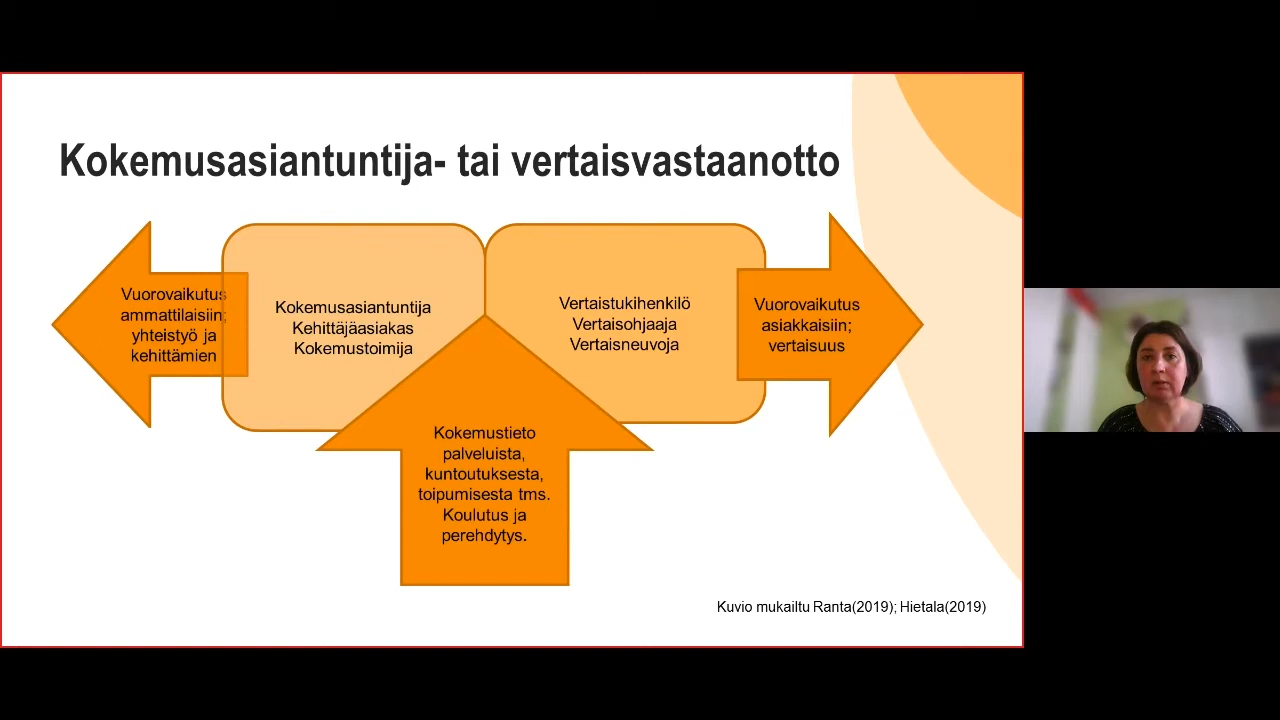 Kokemusasiantuntija- tai vertaisvastaanotto
Vuorovaikutus
ammattilaisiin;
yhteistyö ja
kehittämien
Kokemusasiantuntija
Kehittäjäasiakas
Kokemustoimija
Vertaistukihenkilö
Vertaisohjaaja
Vertaisneuvoja
Vuorovaikutus
asiakkaisiin;
vertaisuus
Kokemustieto
palveluista,
kuntoutuksesta,
toipumisesta tms.
Koulutus ja
perehdytys.
Kuvio mukailtu Ranta(2019); Hietala(2019)